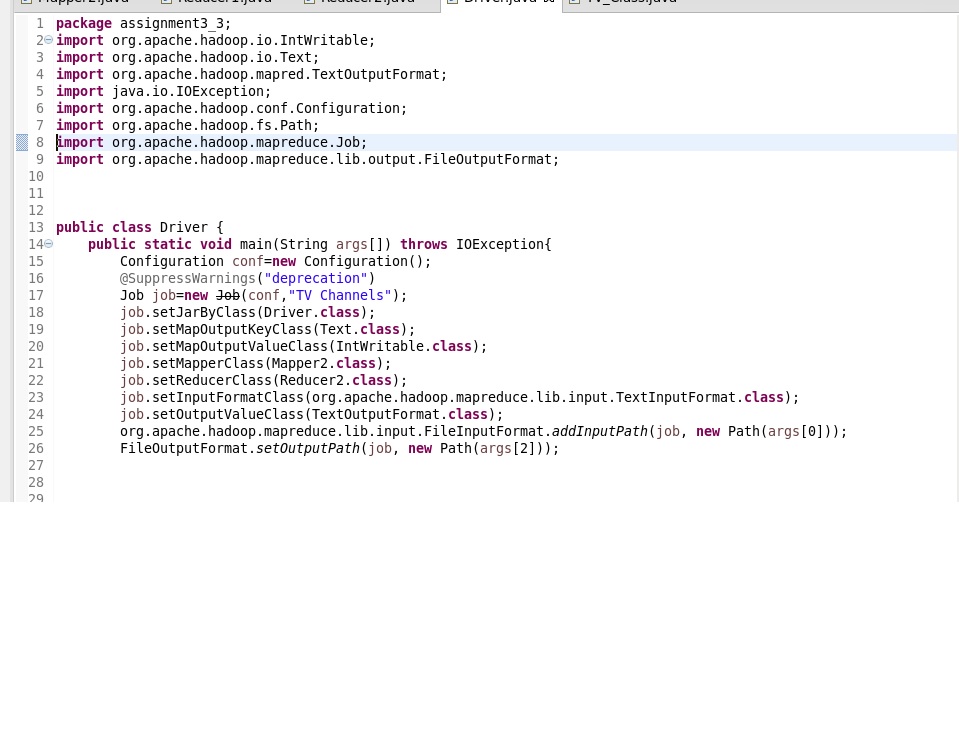 Mapper2.java Reducer1.java Reducer2.java Driver.java TV_Class.java
1 package assignment3_3;
2 import org.apache.hadoop.io.IntWritable;
3 import org.apache.hadoop.io.Text;
4 import org.apache.hadoop.mapred.TextOutputFormat;
5 import java.io.IOException;
6 import org.apache.hadoop.conf.Configuration;
7 import org.apache.hadoop.fs.Path;
8 import org.apache.hadoop.mapreduce.Job;
9 import org.apache.hadoop.mapreduce.lib.output.FileOutputFormat;
10
11
12
13 public class Driver {
14 public static void main(String args[]) throws IOException{
15 Configuration conf=new Configuration();
16 @SuppressWarnings("deprecation")
17 Job job=new Job(conf,"TV Channels");
18 job.setJarByClass(Driver.class);
19 job.setMapOutputKeyClass(Text.class);
20 job.setMapOutputValueClass(IntWritable.class);
21 job.setMapperClass(Mapper2.class);
22 job.setReducerClass(Reducer2.class);
23 job.setInputFormatClass(org.apache.hadoop.mapreduce.lib.input.TextInputFormat.class);
24 job.setOutputValueClass(TextOutputFormat.class);
25 org.apache.hadoop.mapreduce.lib.input.FileInputFormat.addInputPath(job, new Path(args[0]));
26 FileOutputFormat.setOutputPath(job, new Path(args[2]));
27
28
29